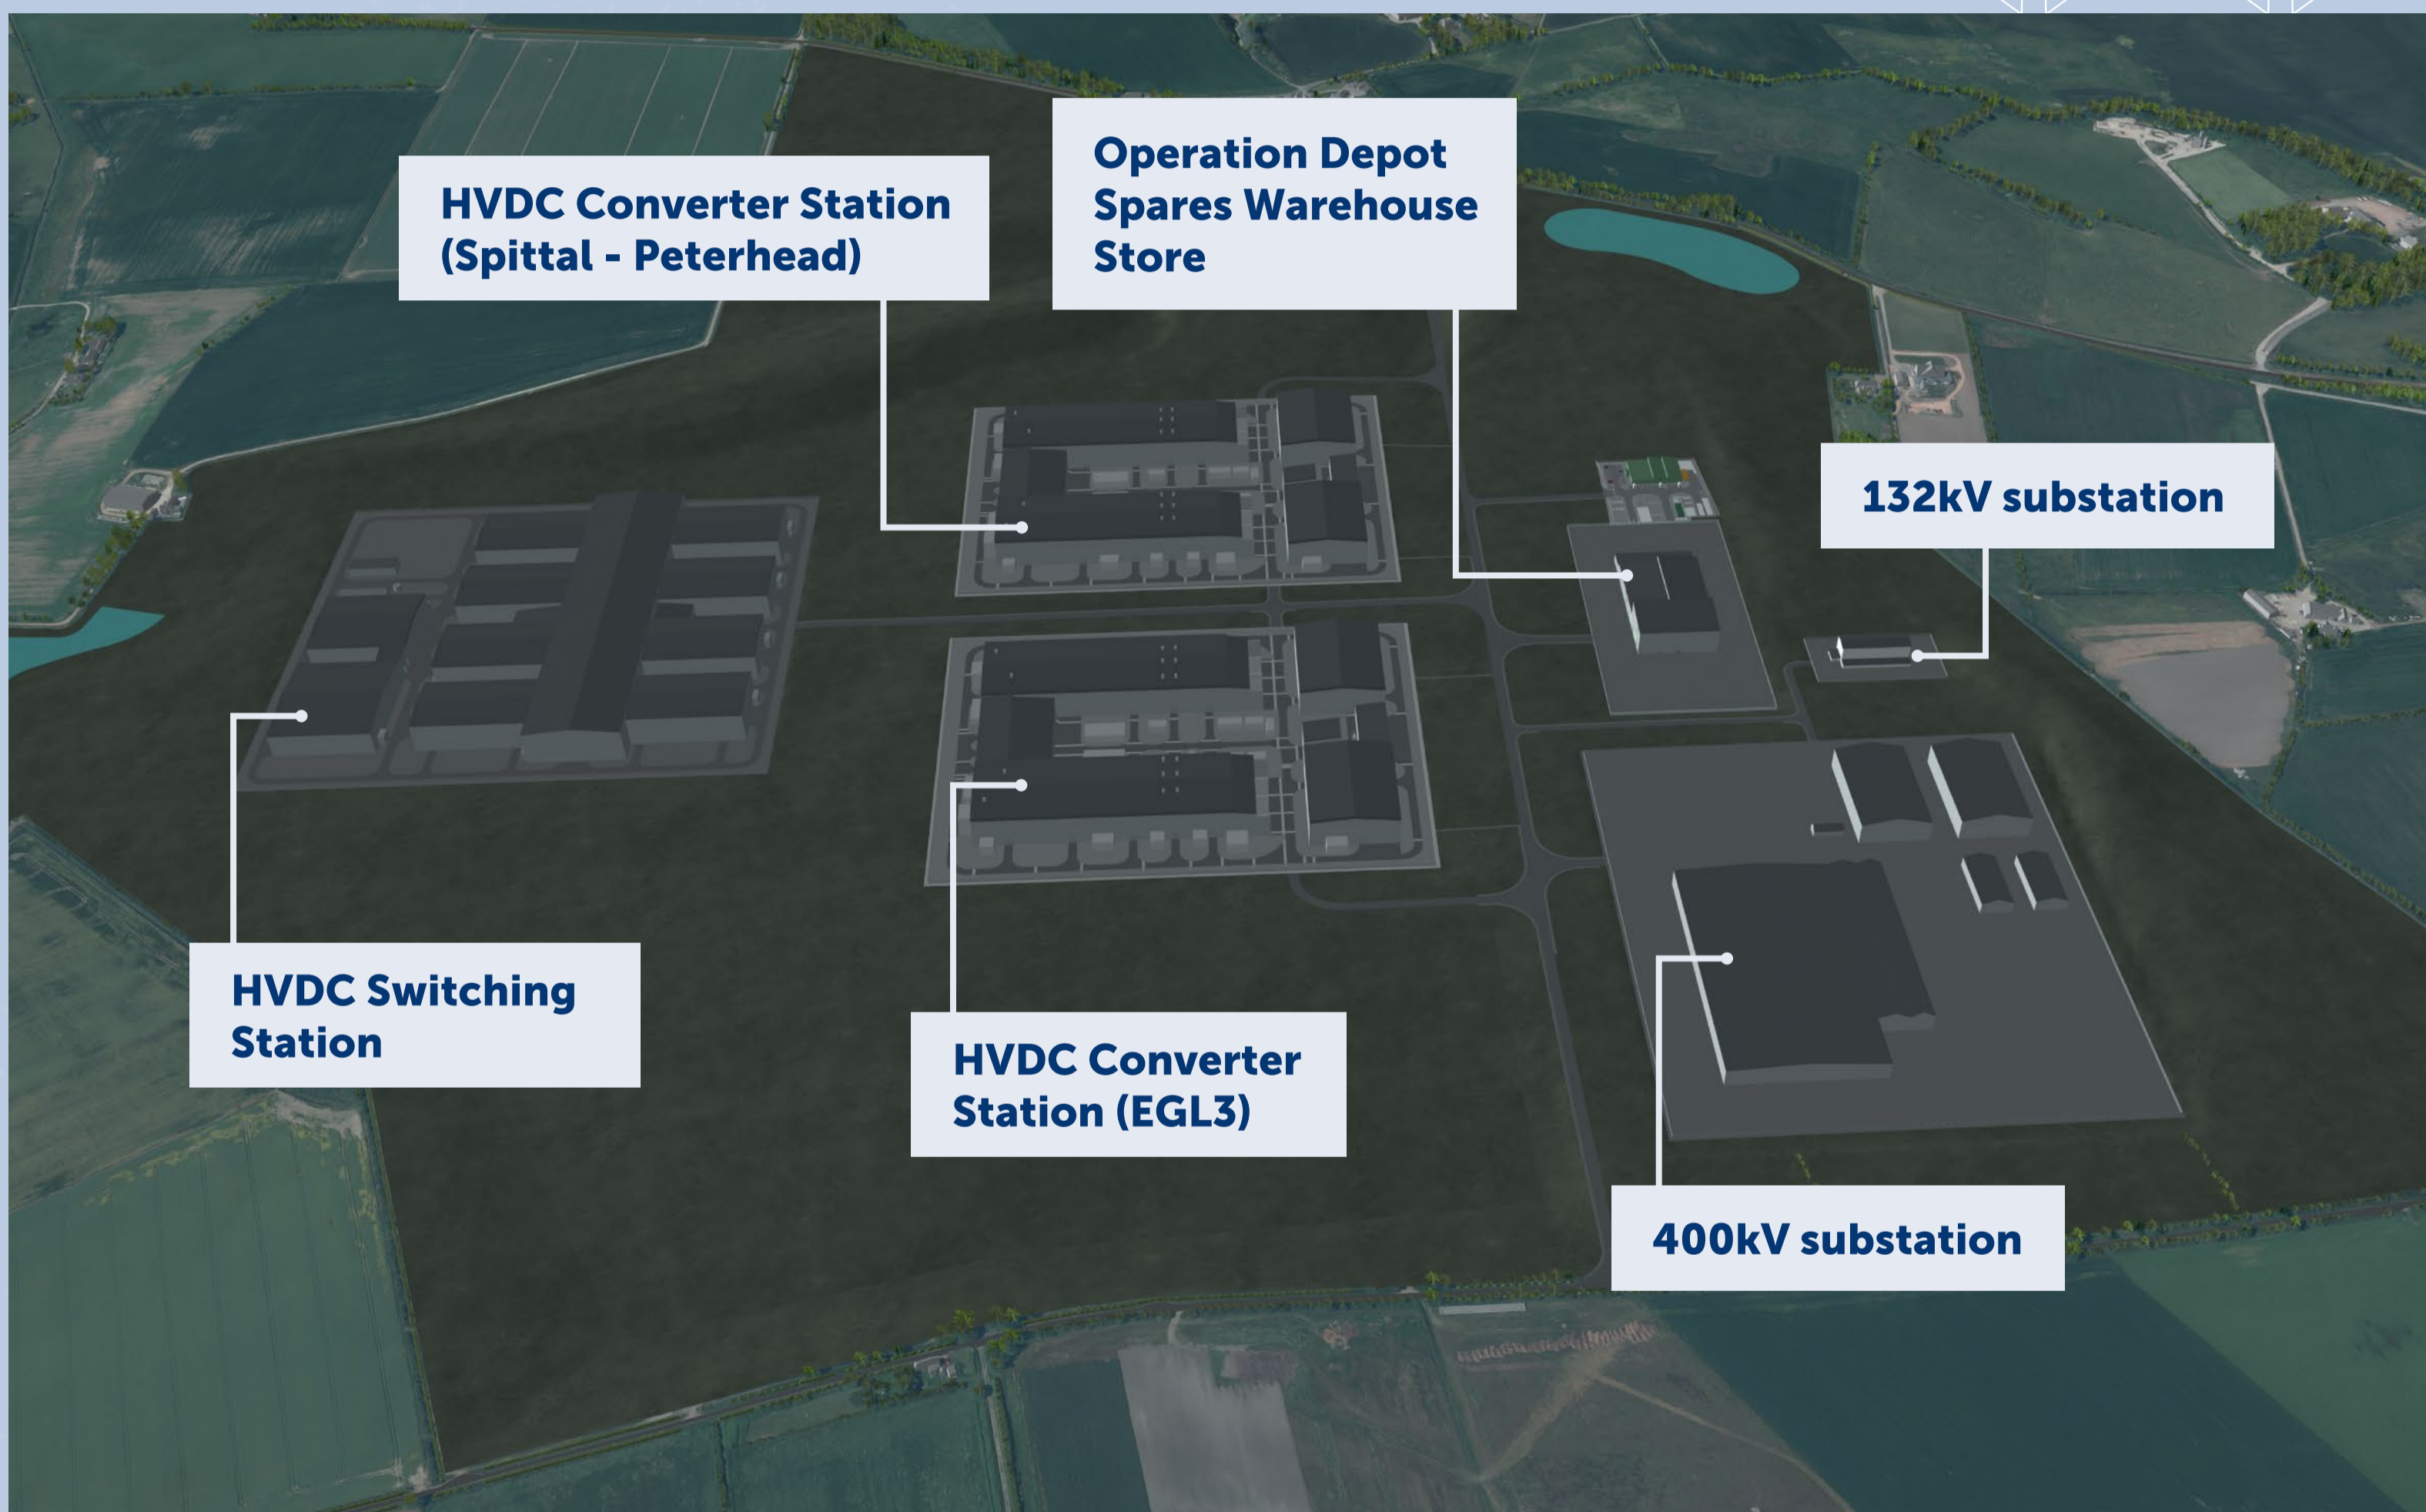 HVDC Converter Station
(Spittal - Peterhead)
Operation Depot
Spares Warehouse
Store
132kV substation
HVDC Switching
Station
HVDC Converter
Station (EGL3)
400kV substation